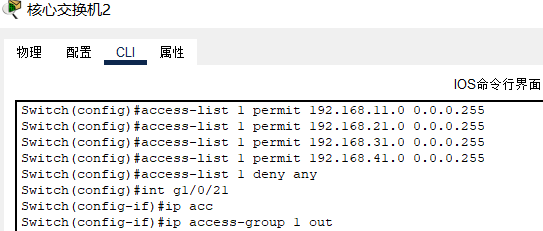 核心交换机2
物理 配置 CLI 属性
IOS命令行界面
Switch(config)#access-list 1 permit 192.168.11.0 0.0.0.255
Switch(config)#access-list 1 permit 192.168.21.0 0.0.0.255
Switch(config)#access-list 1 permit 192.168.31.0 0.0.0.255
Switch(config)#access-list 1 permit 192.168.41.0 0.0.0.255
Switch(config)#access-list 1 deny any
Switch(config)#int g1/0/21
Switch(config-if)#ip acc
Switch(config-if)#ip access-group 1 out